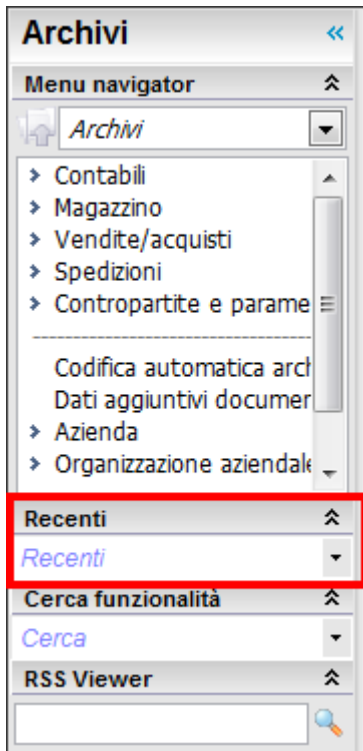 Archivi
Menu navigator
Archivi
Contabili
Magazzino
Vendite/acquisti
Spedizioni
Contropartite e parame
Codifica automatica arch
Dati aggiuntivi documer
Azienda
Organizzazione aziendale
Recenti
Recenti
Cerca funzionalità
Cerca
RSS Viewer